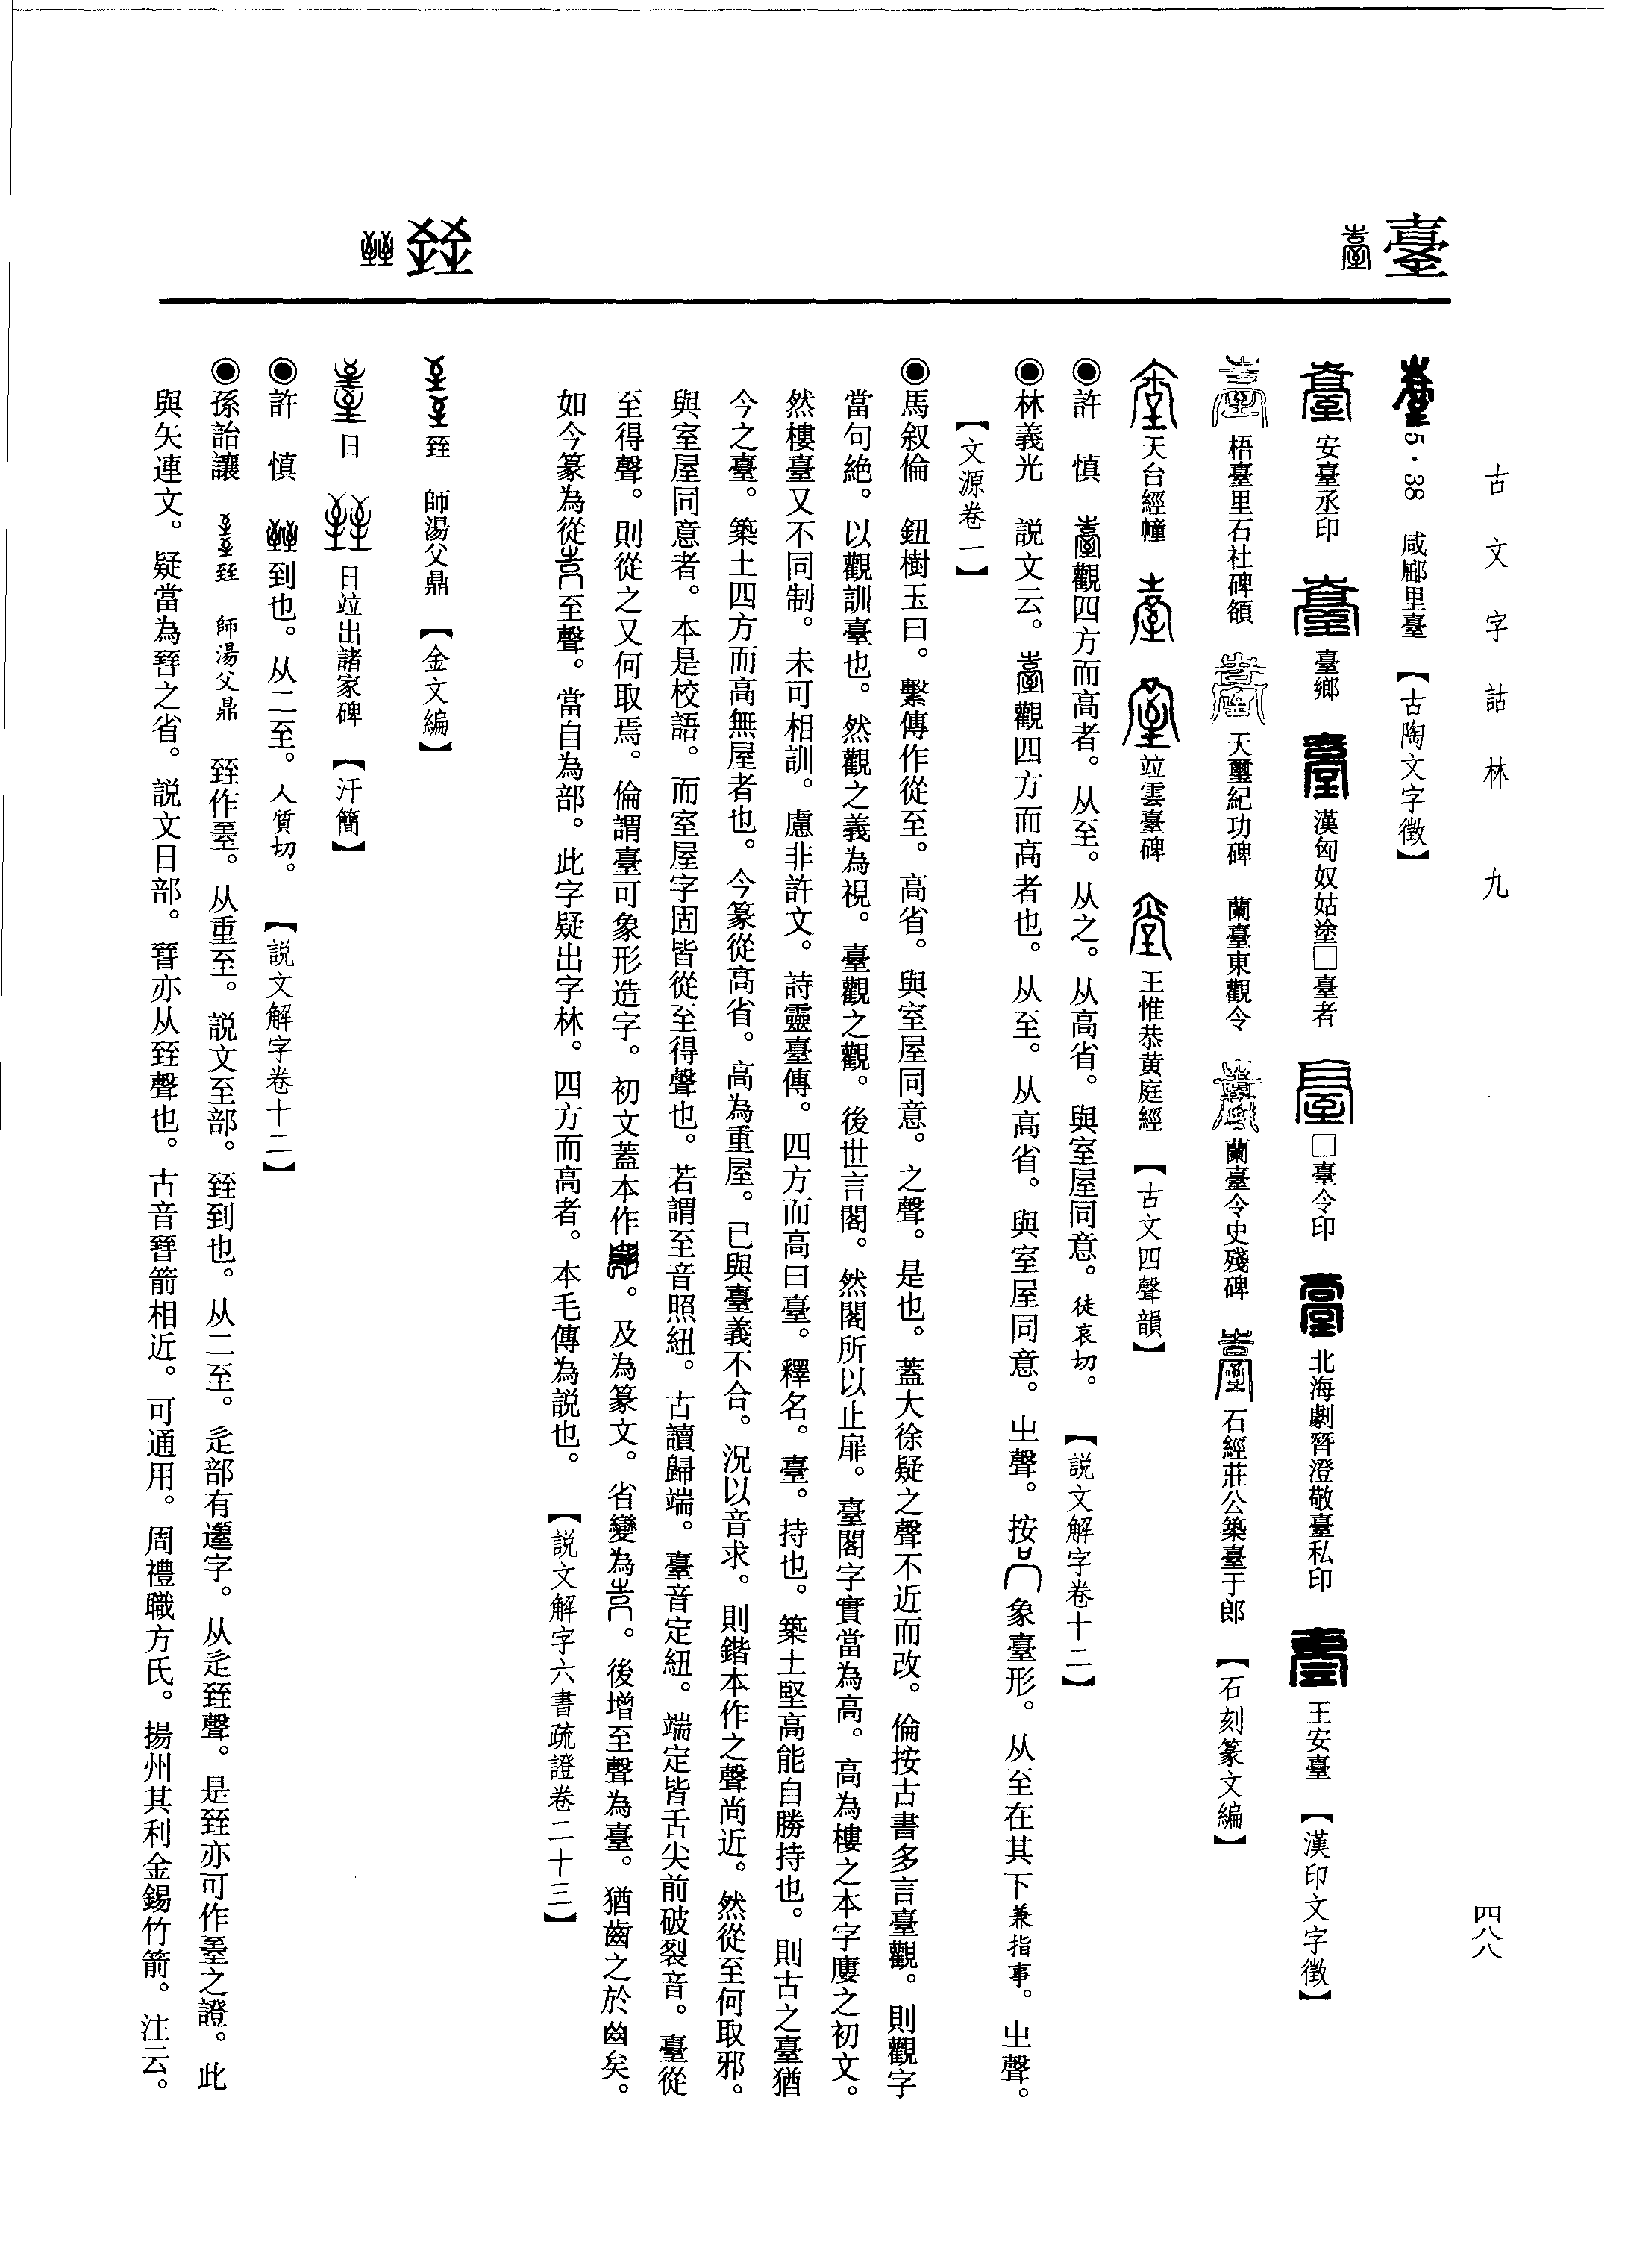 古文字詁林　九
四八八
臺
5·38　咸郿里臺　【古陶文字徵】
安臺丞印　臺鄉　漢匈奴姑塗□臺者　□臺令印　北海劇晉澄敬臺私印　王安臺　【漢印文字徵】
梧臺里石社碑額　天璽紀功碑　蘭臺東觀令　蘭臺令史殘碑　石經莊公築臺于郎　【石刻篆文編】
天台經幢　竝雲臺碑　王惟恭黄庭經　【古文四聲韻】
◉許　慎　觀四方而高者。从至。从之。从高省。與室屋同意。徒哀切。　【説文解字卷十二】
◉林義光　説文云。觀四方而高者也。从至。从高省。與室屋同意。㞢聲。按象臺形。从至在其下兼指事。㞢聲。
【文源卷一】
◉馬叙倫　鈕樹玉曰。繫傳作從至。高省。與室屋同意。之聲。是也。蓋大徐疑之聲不近而改。倫按古書多言臺觀。則觀字
當句絶。以觀訓臺也。然觀之義為視。臺觀之觀。後世言閣。然閣所以止扉。臺閣字實當為高。高為樓之本字廔之初文。
然樓臺又不同制。未可相訓。慮非許文。詩靈臺傳。四方而高曰臺。釋名。臺。持也。築土堅高能自勝持也。則古之臺猶
今之臺。築土四方而高無屋者也。今篆從高省。高為重屋。已與臺義不合。況以音求。則鍇本作之聲尚近。然從至何取邪。
與室屋同意者。本是校語。而室屋字固皆從至得聲也。若謂至音照紐。古讀歸端。臺音定紐。端定皆舌尖前破裂音。臺從
至得聲。則從之又何取焉。倫謂臺可象形造字。初文蓋本作。及為篆文。省變為。後增至聲為臺。猶齒之於矣。
如今篆為從至聲。當自為部。此字疑出字林。四方而高者。本毛傳為説也。　【説文解字六書疏證卷二十三】
臸
臸　師湯父鼎　【金文編】
日　日竝出諸家碑　【汗簡】
◉許　慎　到也。从二至。人質切。　【説文解字卷十二】
◉孫詒讓　臸　師湯父鼎　臸作。从重至。説文至部。臸到也。从二至。辵部有字。从辵臸聲。是臸亦可作之證。此
與矢連文。疑當為晉之省。説文日部。晉亦从臸聲也。古音晉箭相近。可通用。周禮職方氏。揚州其利金錫竹箭。注云。